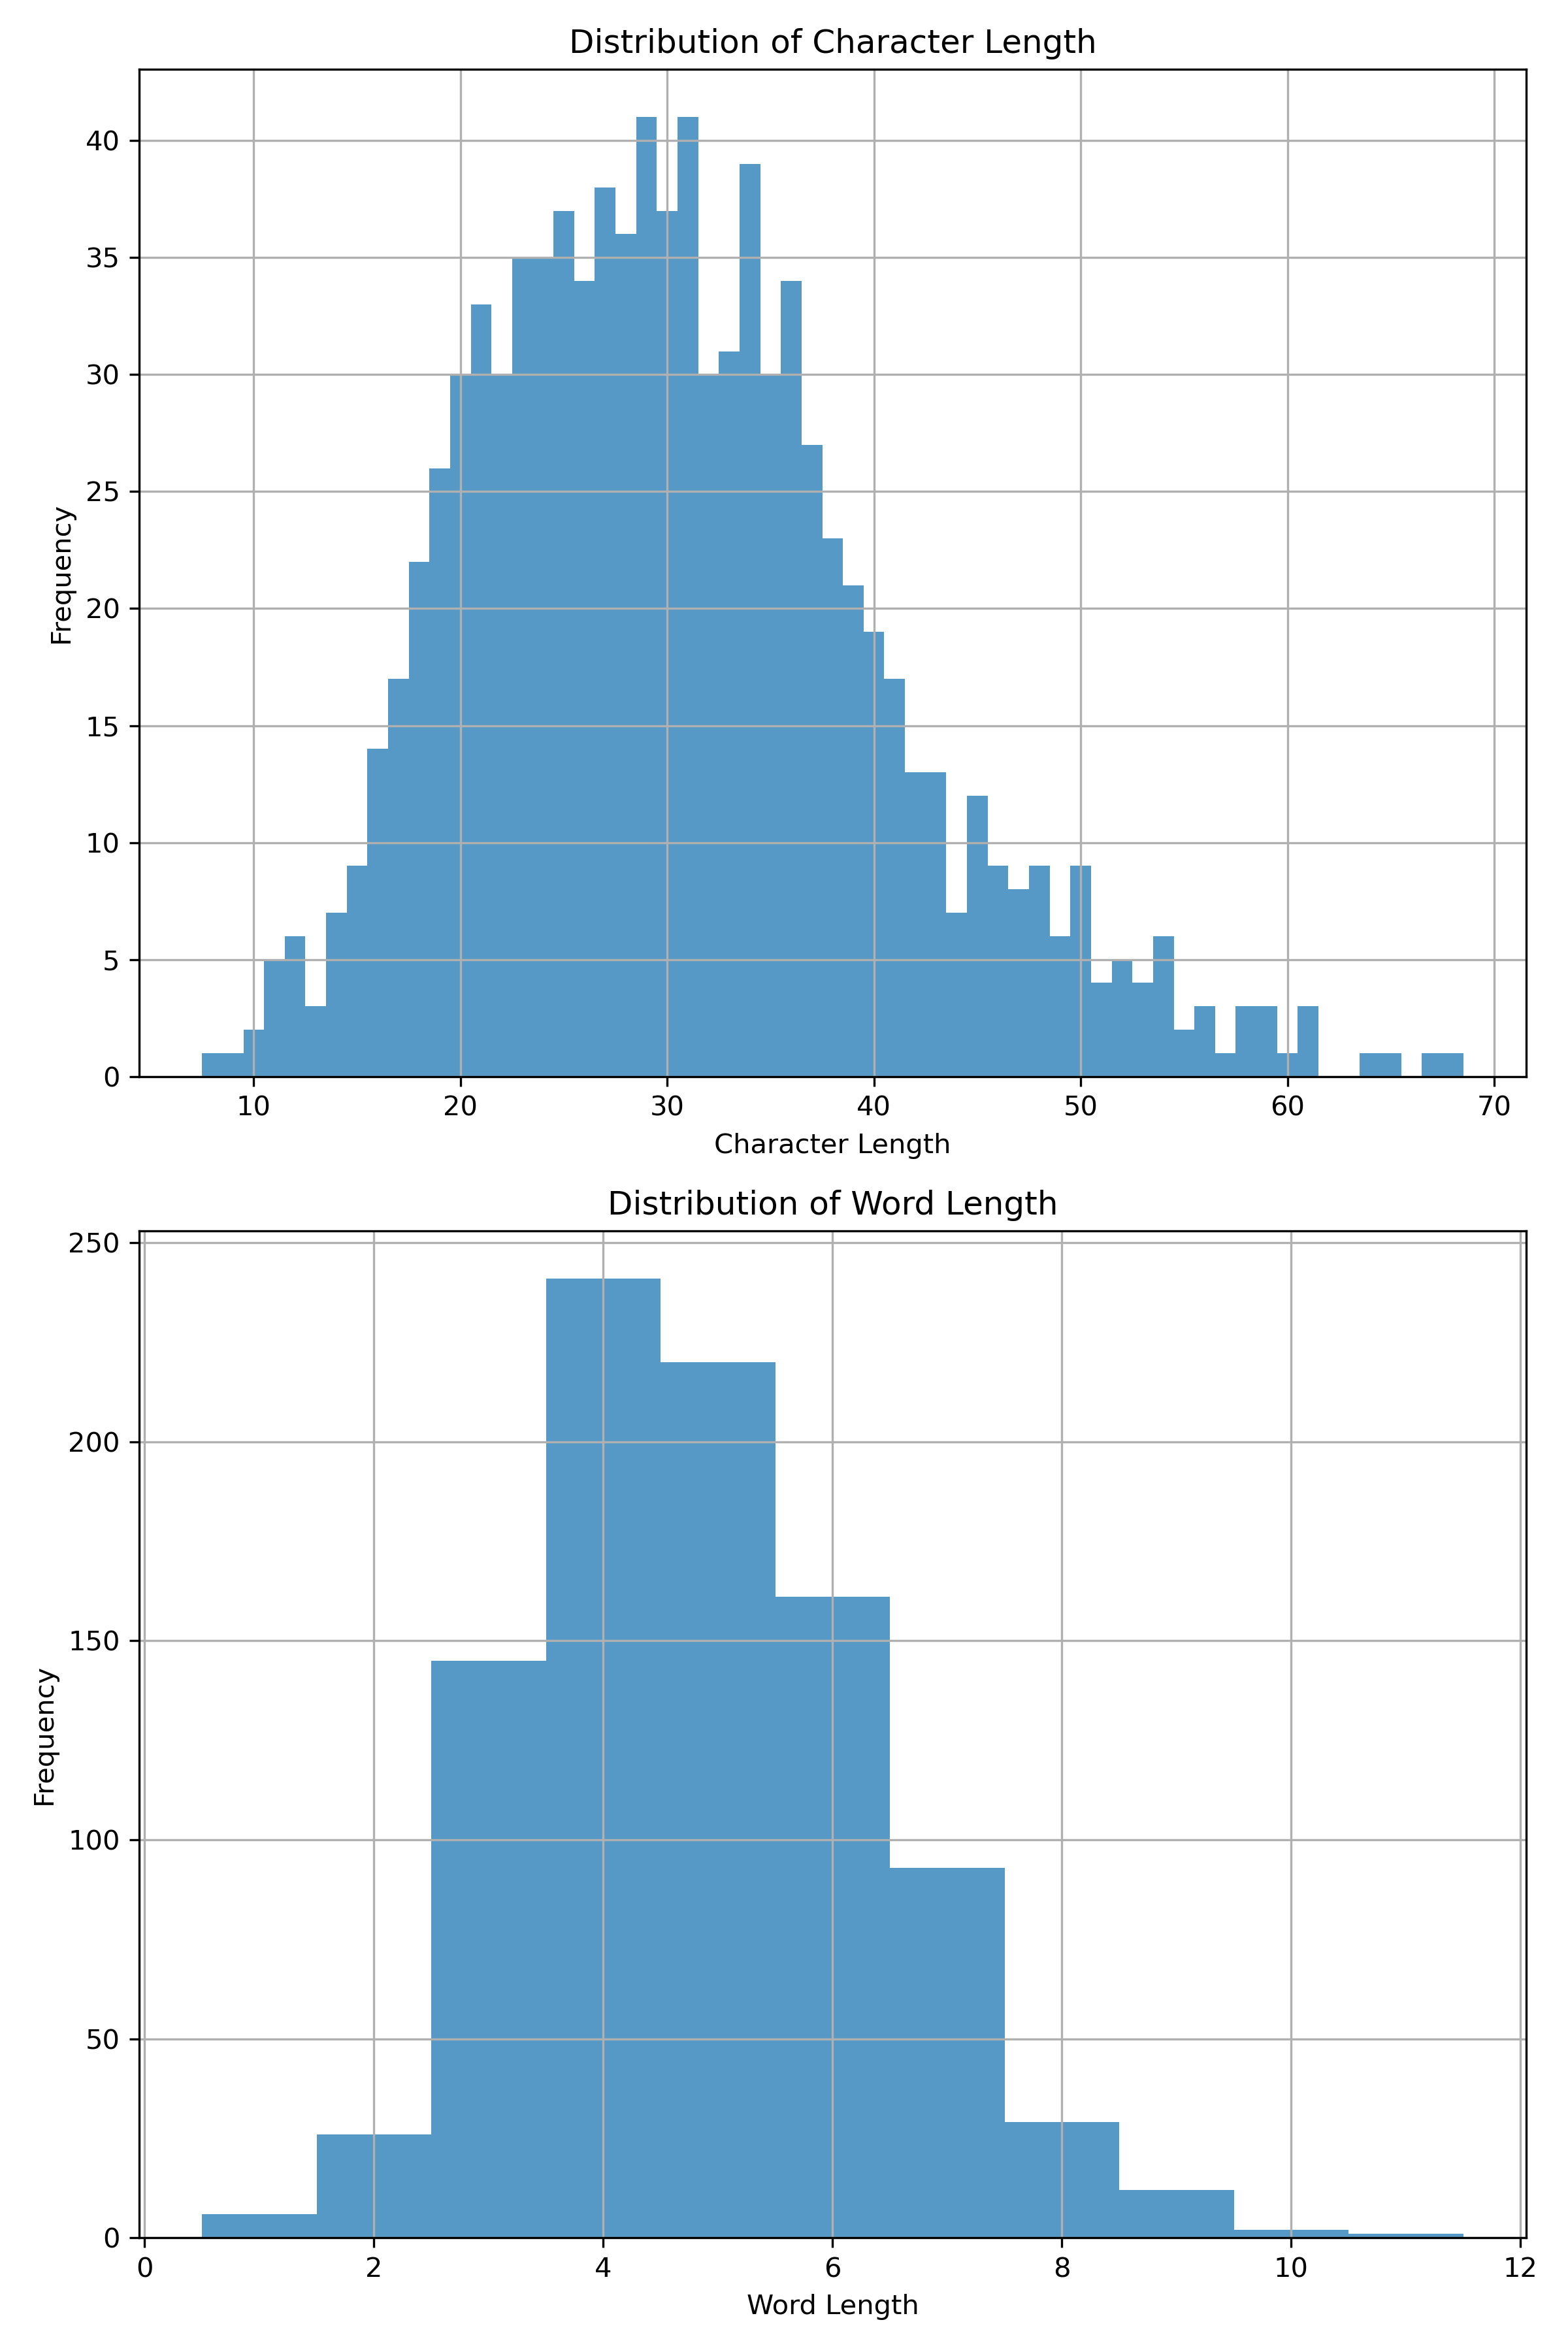 Distribution of Character Length
40
35
30
25
20
15
10
5
0
Frequency
10 20 30 40 50 60 70
Character Length
Distribution of Word Length
250
200
150
100
50
0
Frequency
0 2 4 6 8 10 12
Word Length